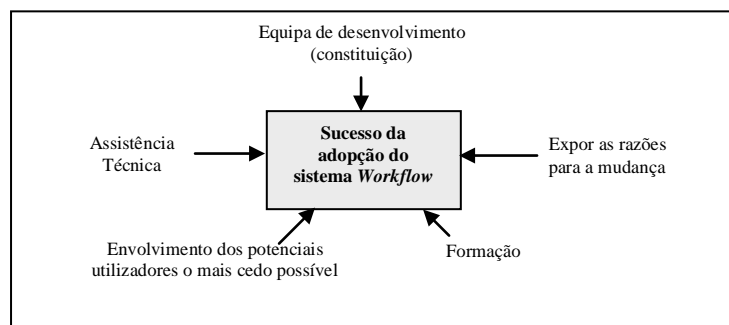 Equipa de desenvolvimento
(constituição)
Assistência
Técnica
Sucesso da
adopção do
sistema Workflow
Expor as razões
para a mudança
Envolvimento dos potenciais
utilizadores o mais cedo possível
Formação